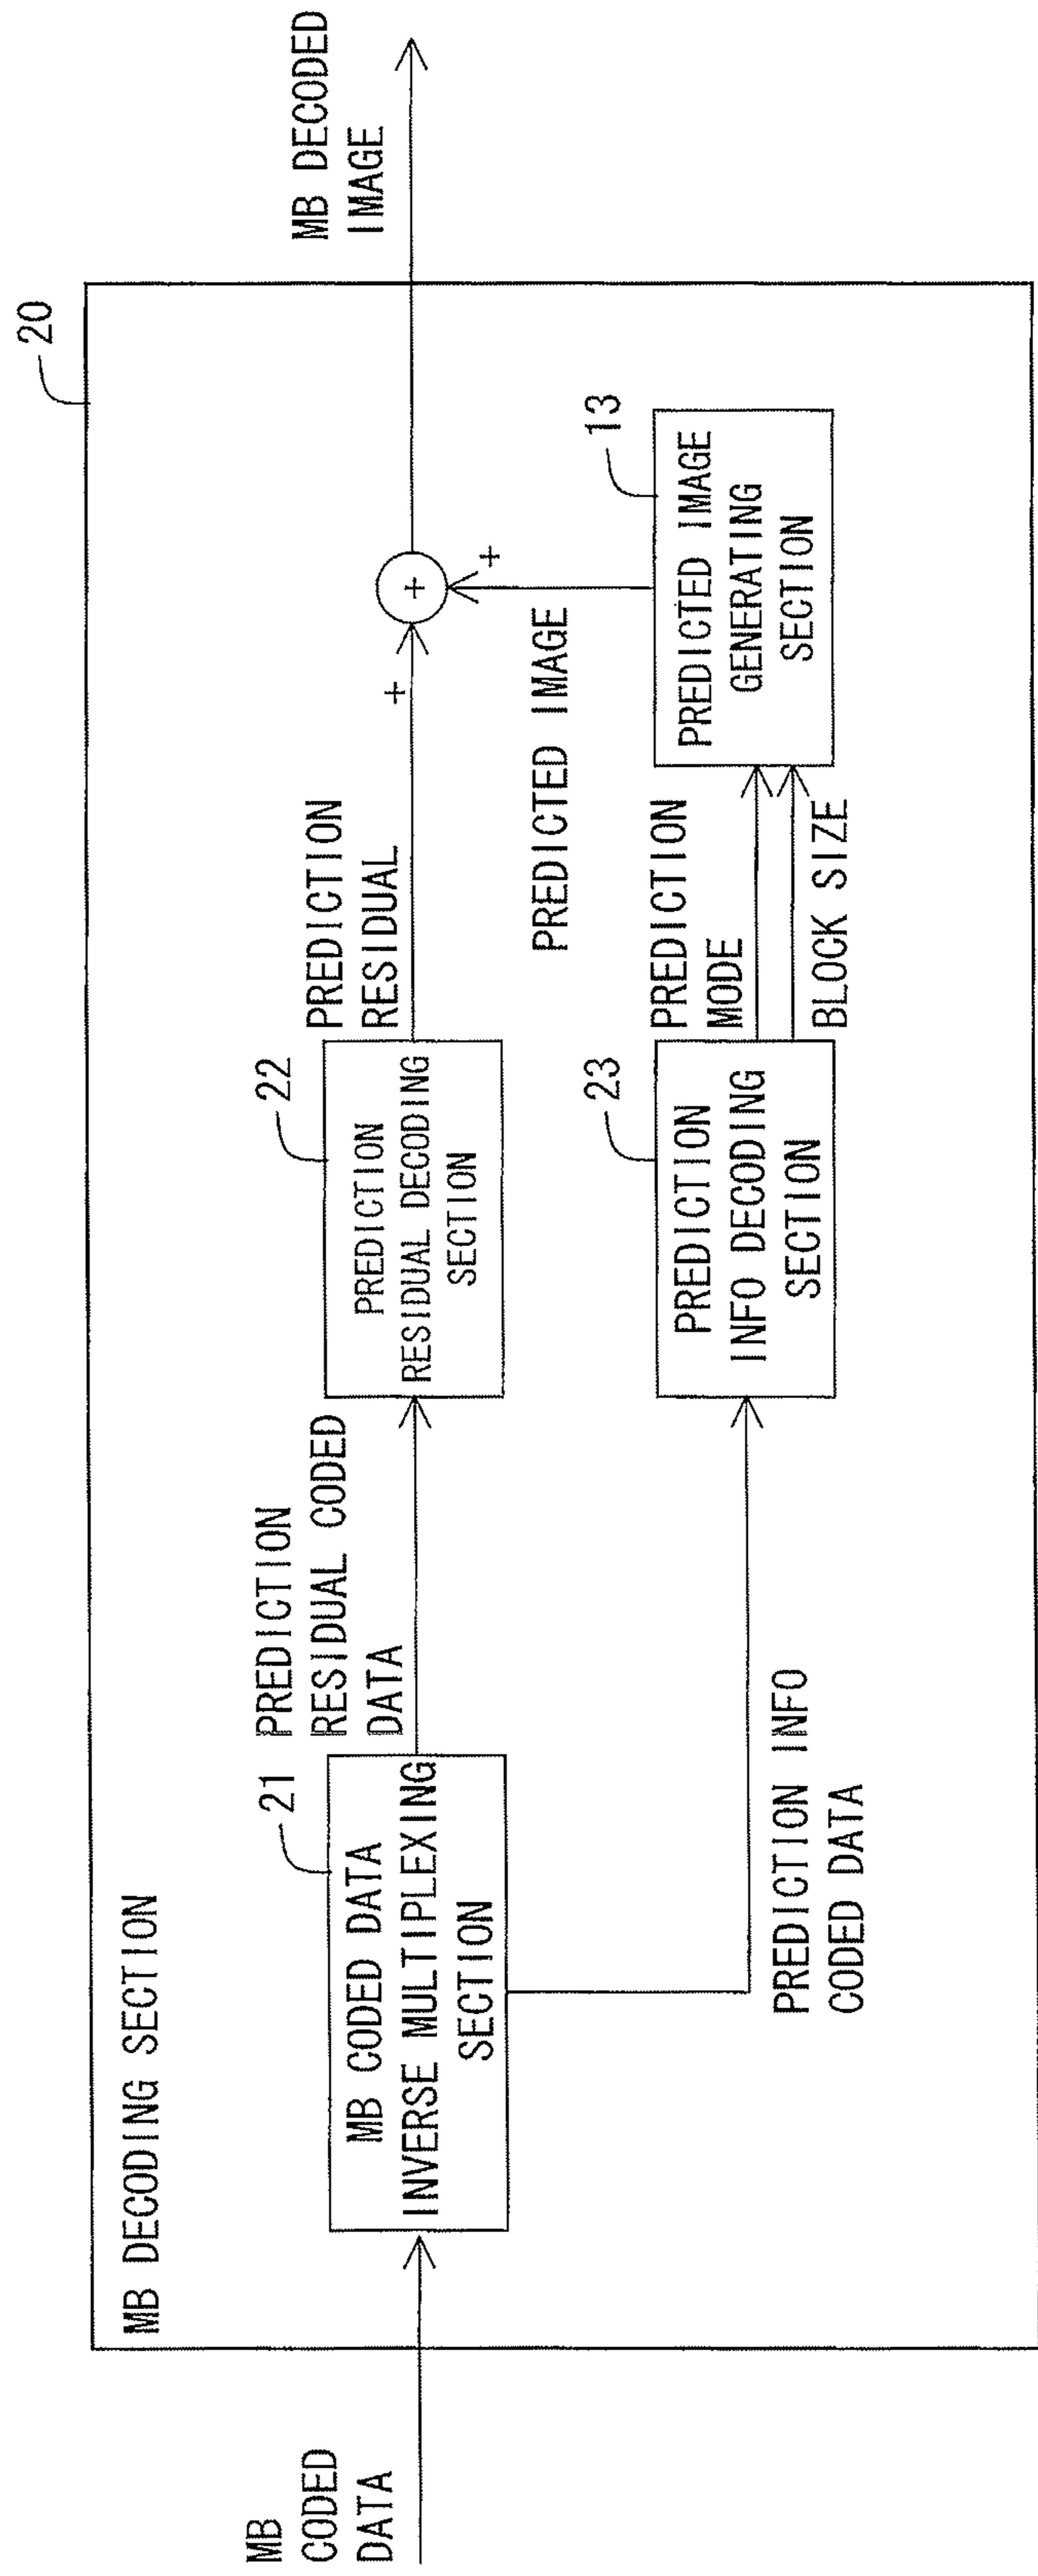 MB DECODING SECTION
20
MB
CODED
DATA
21
MB CODED DATA
INVERSE MULTIPLEXING
SECTION
PREDICTION
RESIDUAL CODED
DATA
22
PREDICTION
RESIDUAL DECODING
SECTION
PREDICTION
RESIDUAL
+
+
+
MB DECODED
IMAGE
PREDICTED IMAGE
PREDICTION INFO
CODED DATA
23
PREDICTION
INFO DECODING
SECTION
PREDICTION
MODE
BLOCK SIZE
13
PREDICTED IMAGE
GENERATING
SECTION